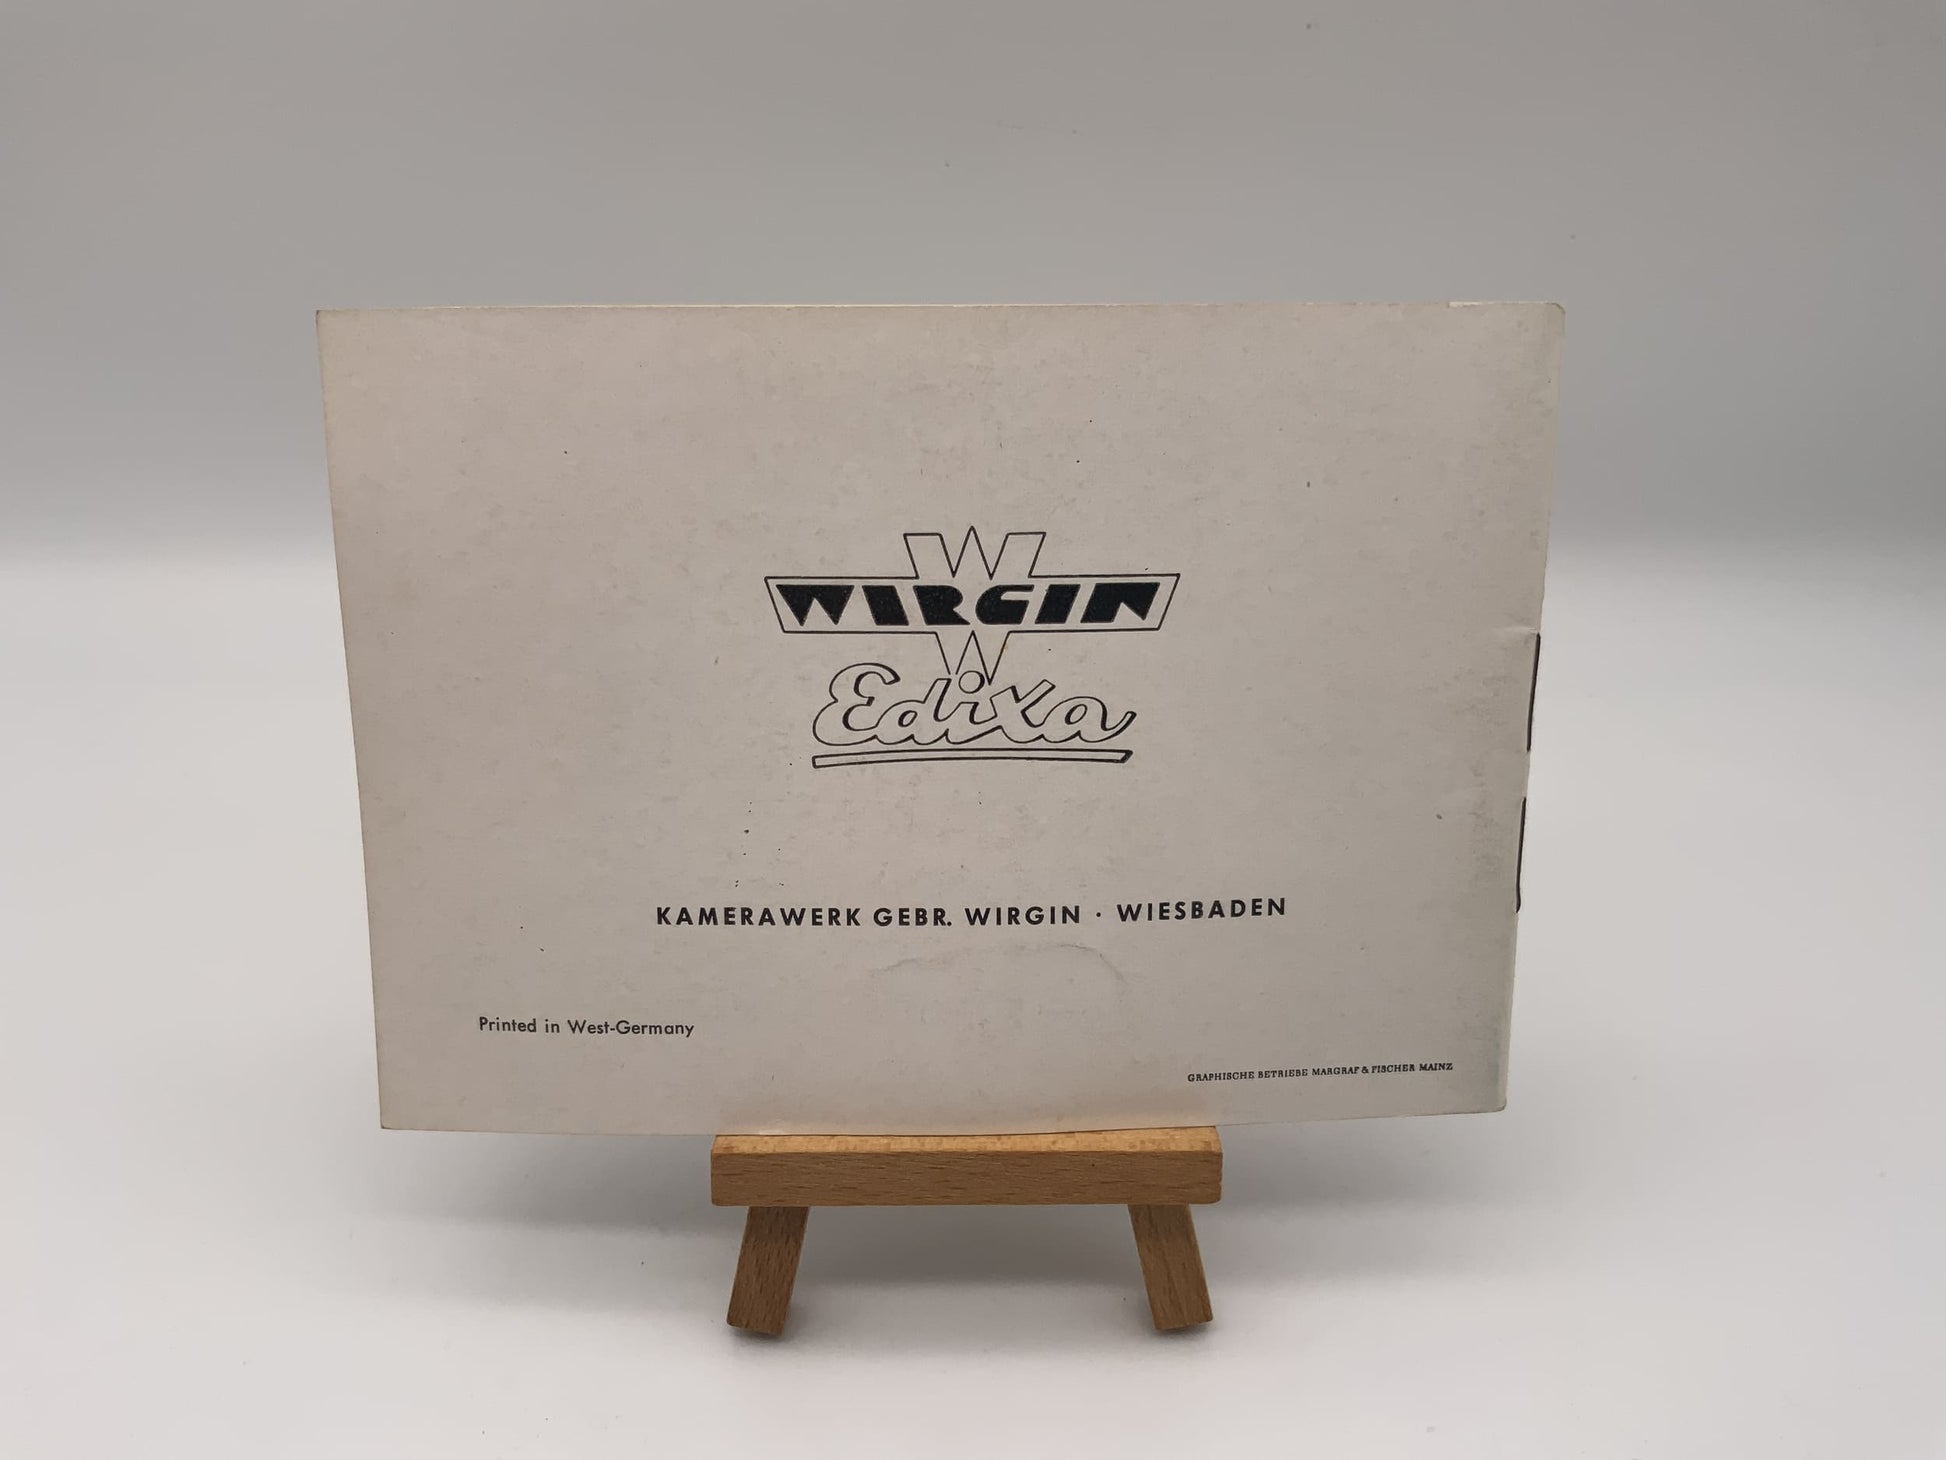 W
WIRGIN
Edixa
KAMERAWERK GEBR. WIRGIN · WIESBADEN
Printed in West-Germany
GRAPHISCHE BETRIEBE MARGRAF & FISCHER MAINZ